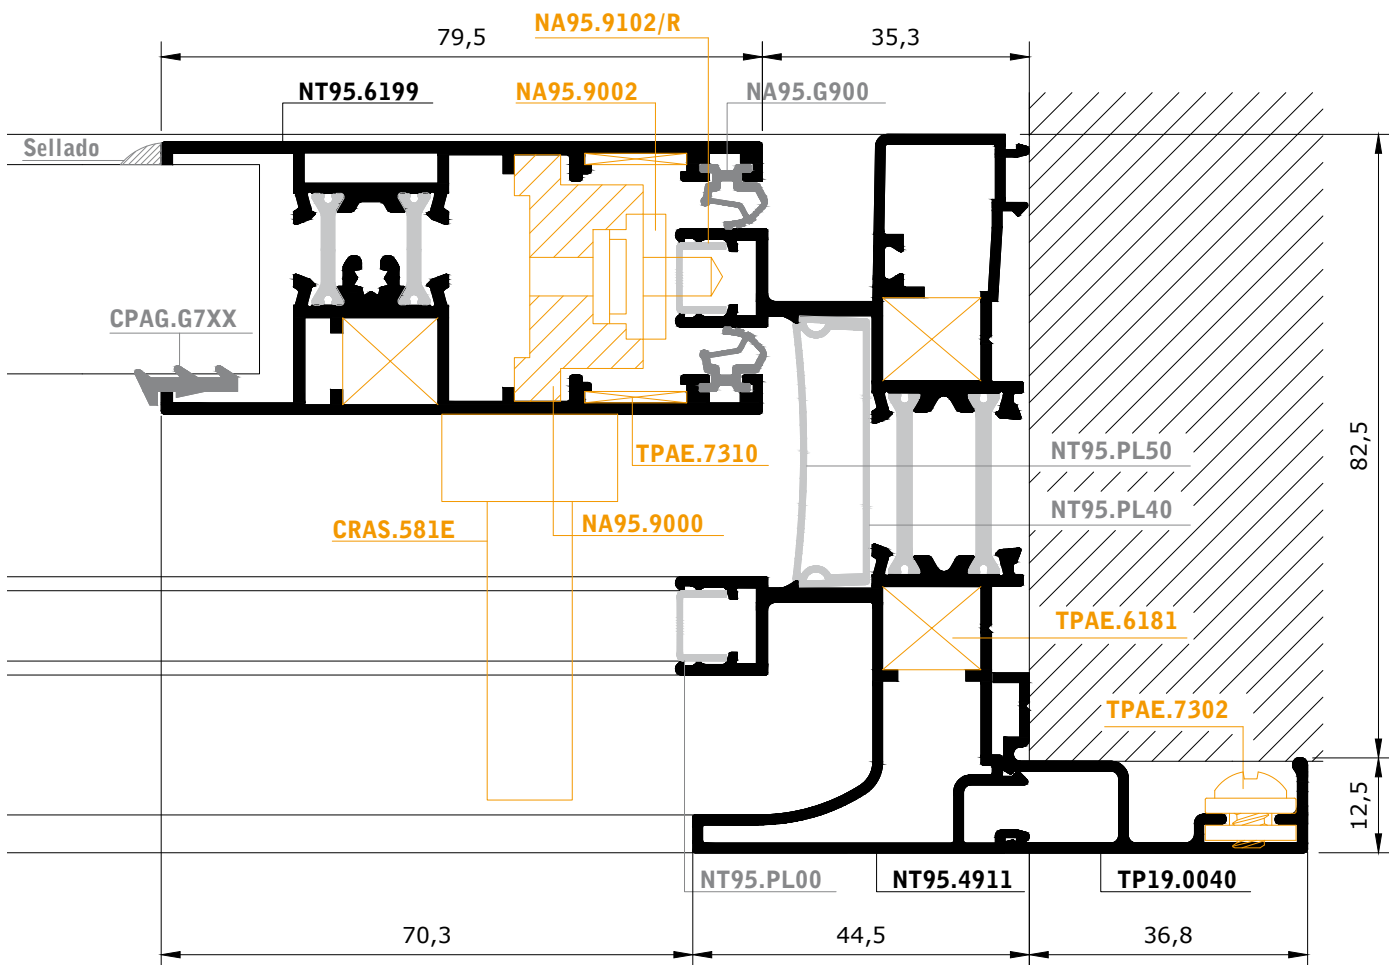 NA95.9102/R
79,5
35,3
NT95.6199
NA95.9002
NA95.G900
Sellado
CPAG.G7XX
82,5
TPAE.7310
NT95.PL50
NT95.PL40
CRAS.581E
NA95.9000
TPAE.6181
TPAE.7302
12,5
NT95.PL00
NT95.4911
TP19.0040
70,3
44,5
36,8